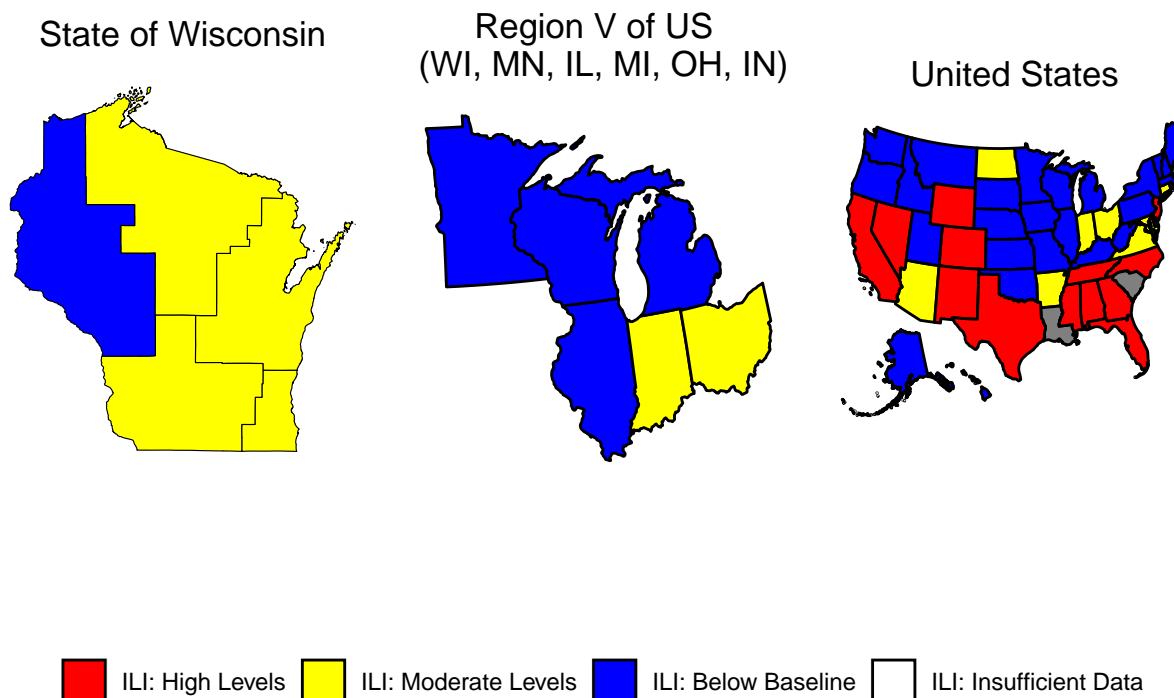 State of Wisconsin
Region V of US
(WI, MN, IL, MI, OH, IN)
United States
ILI: High Levels
ILI: Moderate Levels
ILI: Below Baseline
ILI: Insufficient Data